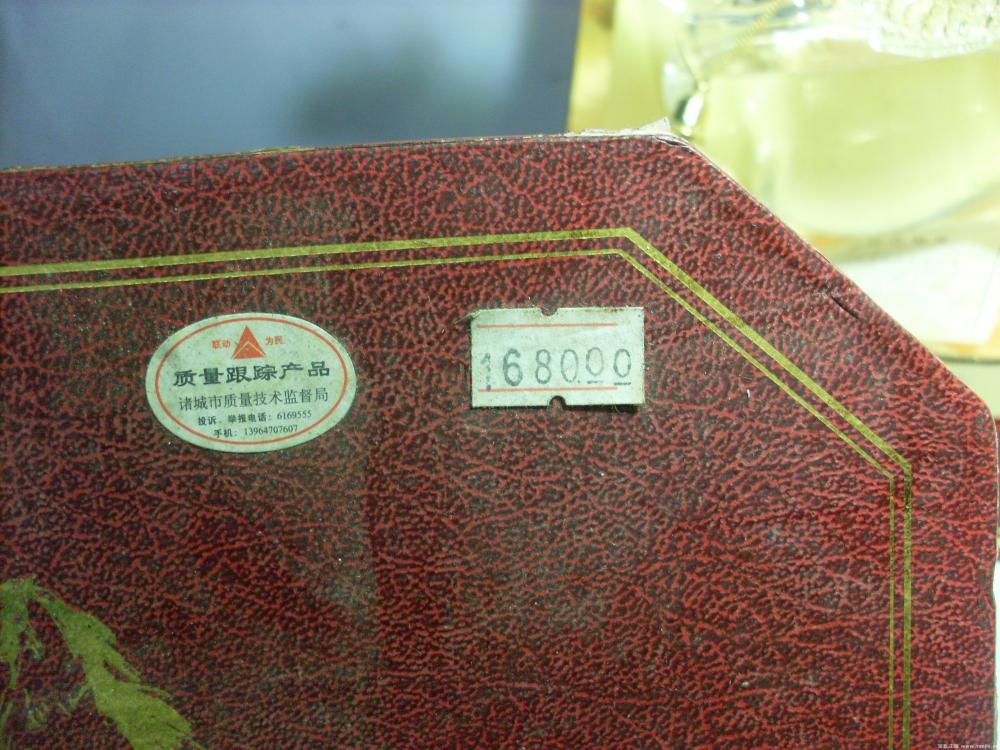 联动 为民
质量跟踪产品
诸城市质量技术监督局
投诉、举报电话：6169555
手机：13964707607
168000